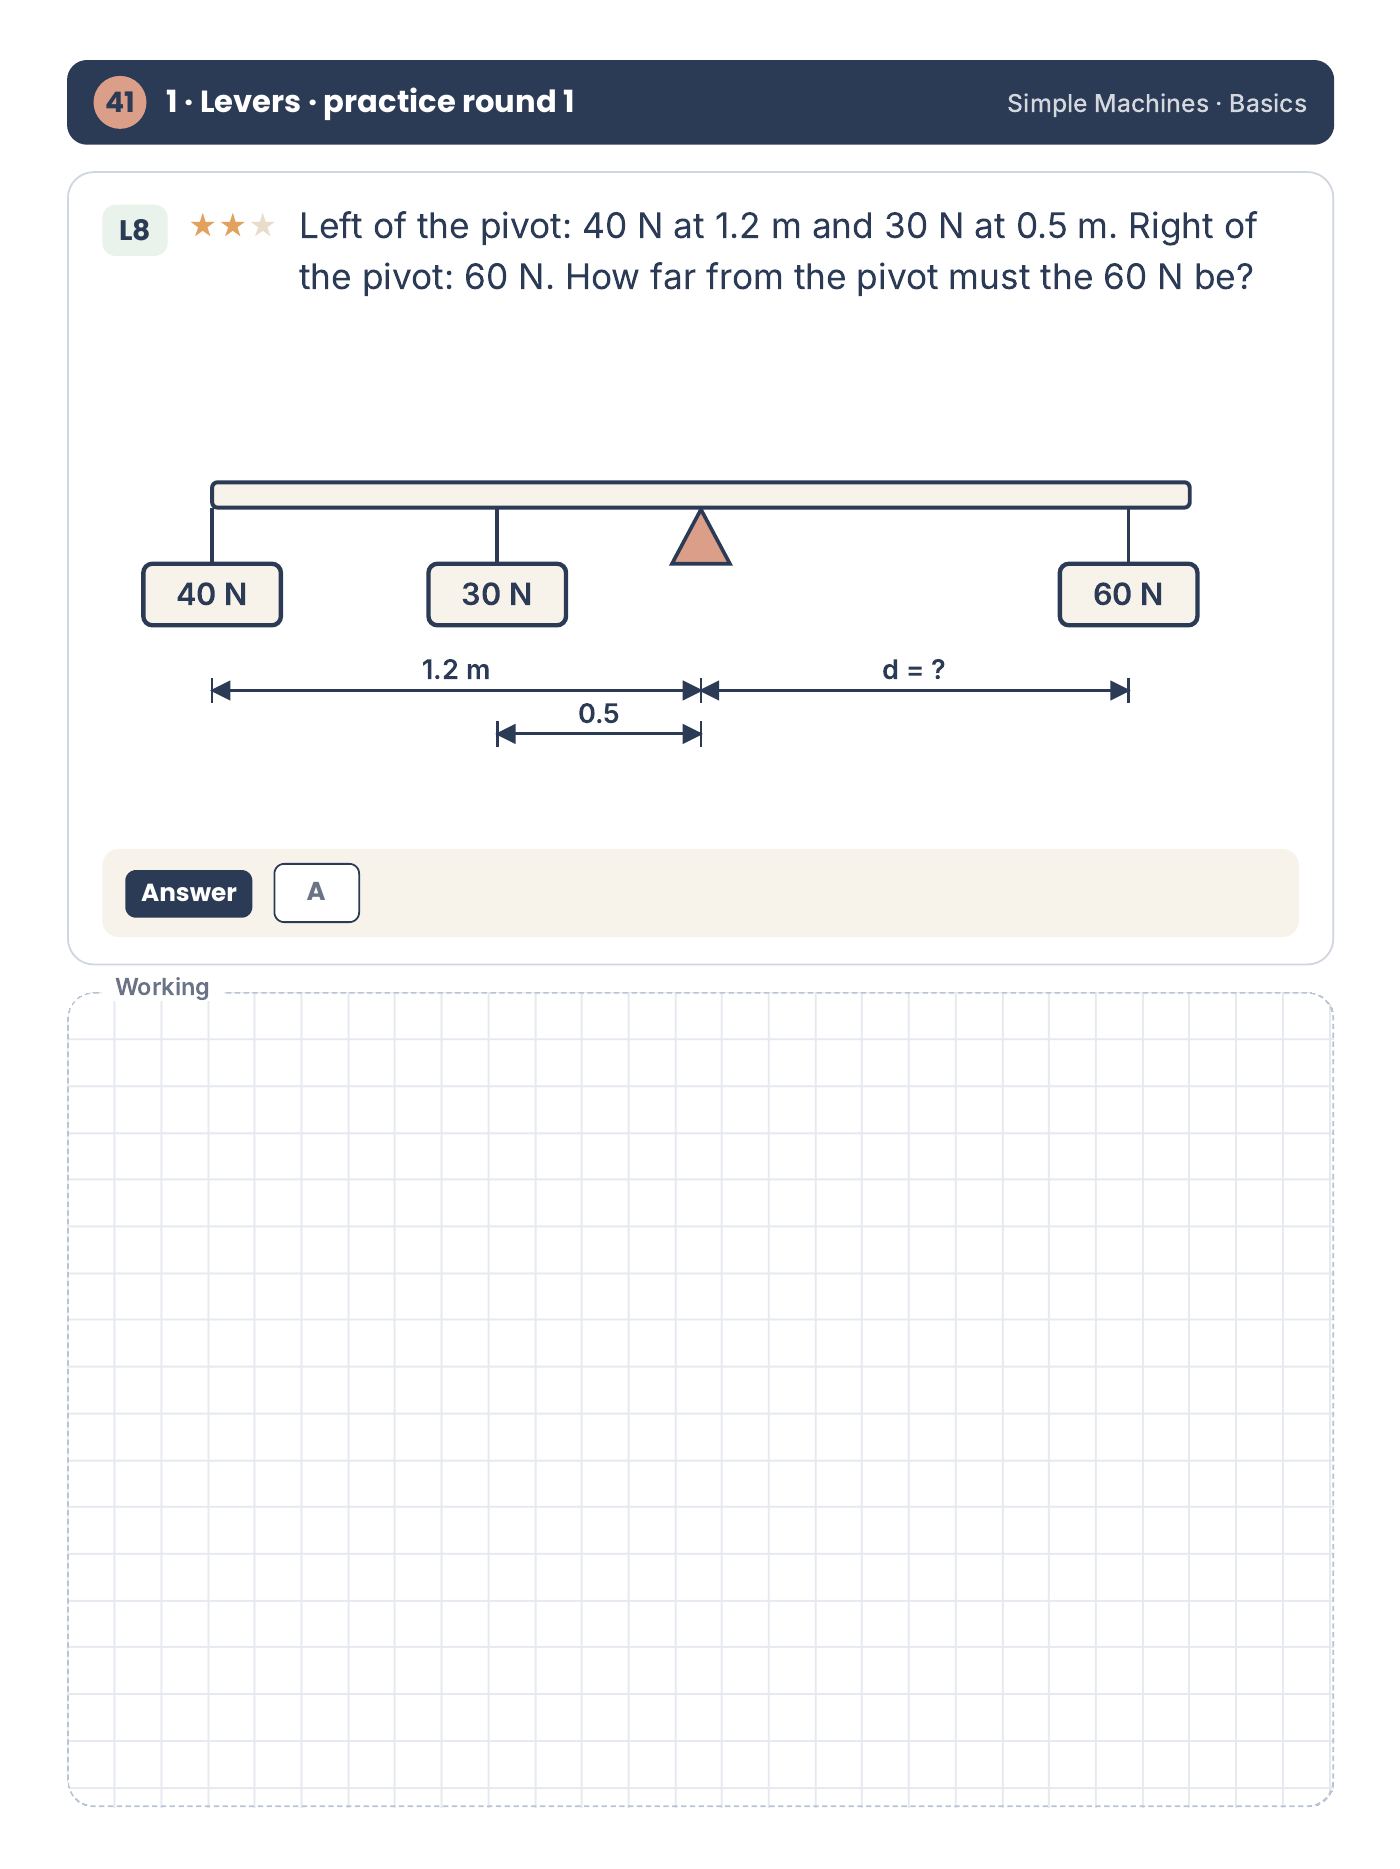 41
1 · Levers · practice round 1
Simple Machines · Basics
L8
★★★
Left of the pivot: 40 N at 1.2 m and 30 N at 0.5 m. Right of
the pivot: 60 N. How far from the pivot must the 60 N be?
40 N
30 N
60 N
1.2 m
d = ?
0.5
Answer
A
Working